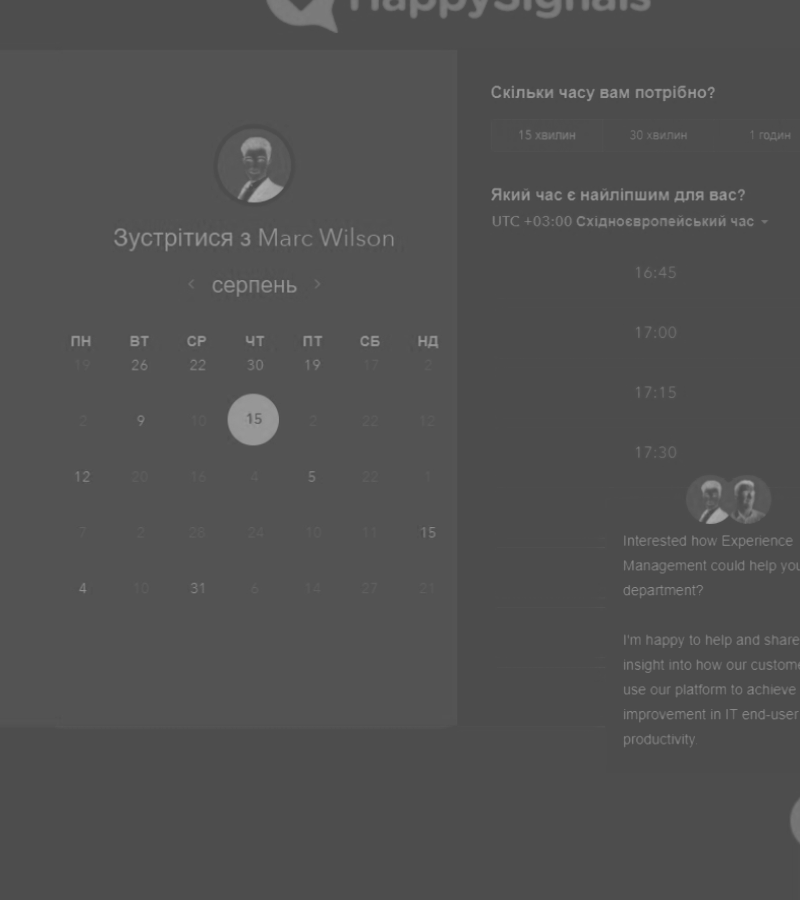 HappySignals
Зустрітися з Marc Wilson
серпень
ПН ВТ СР ЧТ ПТ СБ НД
19 26 22 30 19 17 2
2 9 10 15 2 22 12
12 20 16 4 5 22 1
7 2 28 24 10 11 15
4 10 31 6 14 27 21
Скільки часу вам потрібно?
15 хвилин 30 хвилин 1 годин
Який час є найліпшим для вас?
UTC +03:00 Східноєвропейський час
16:45
17:00
17:15
17:30
Interested how Experience
Management could help you
department?
I'm happy to help and share
insight into how our custome
use our platform to achieve
improvement in IT end-user
productivity.